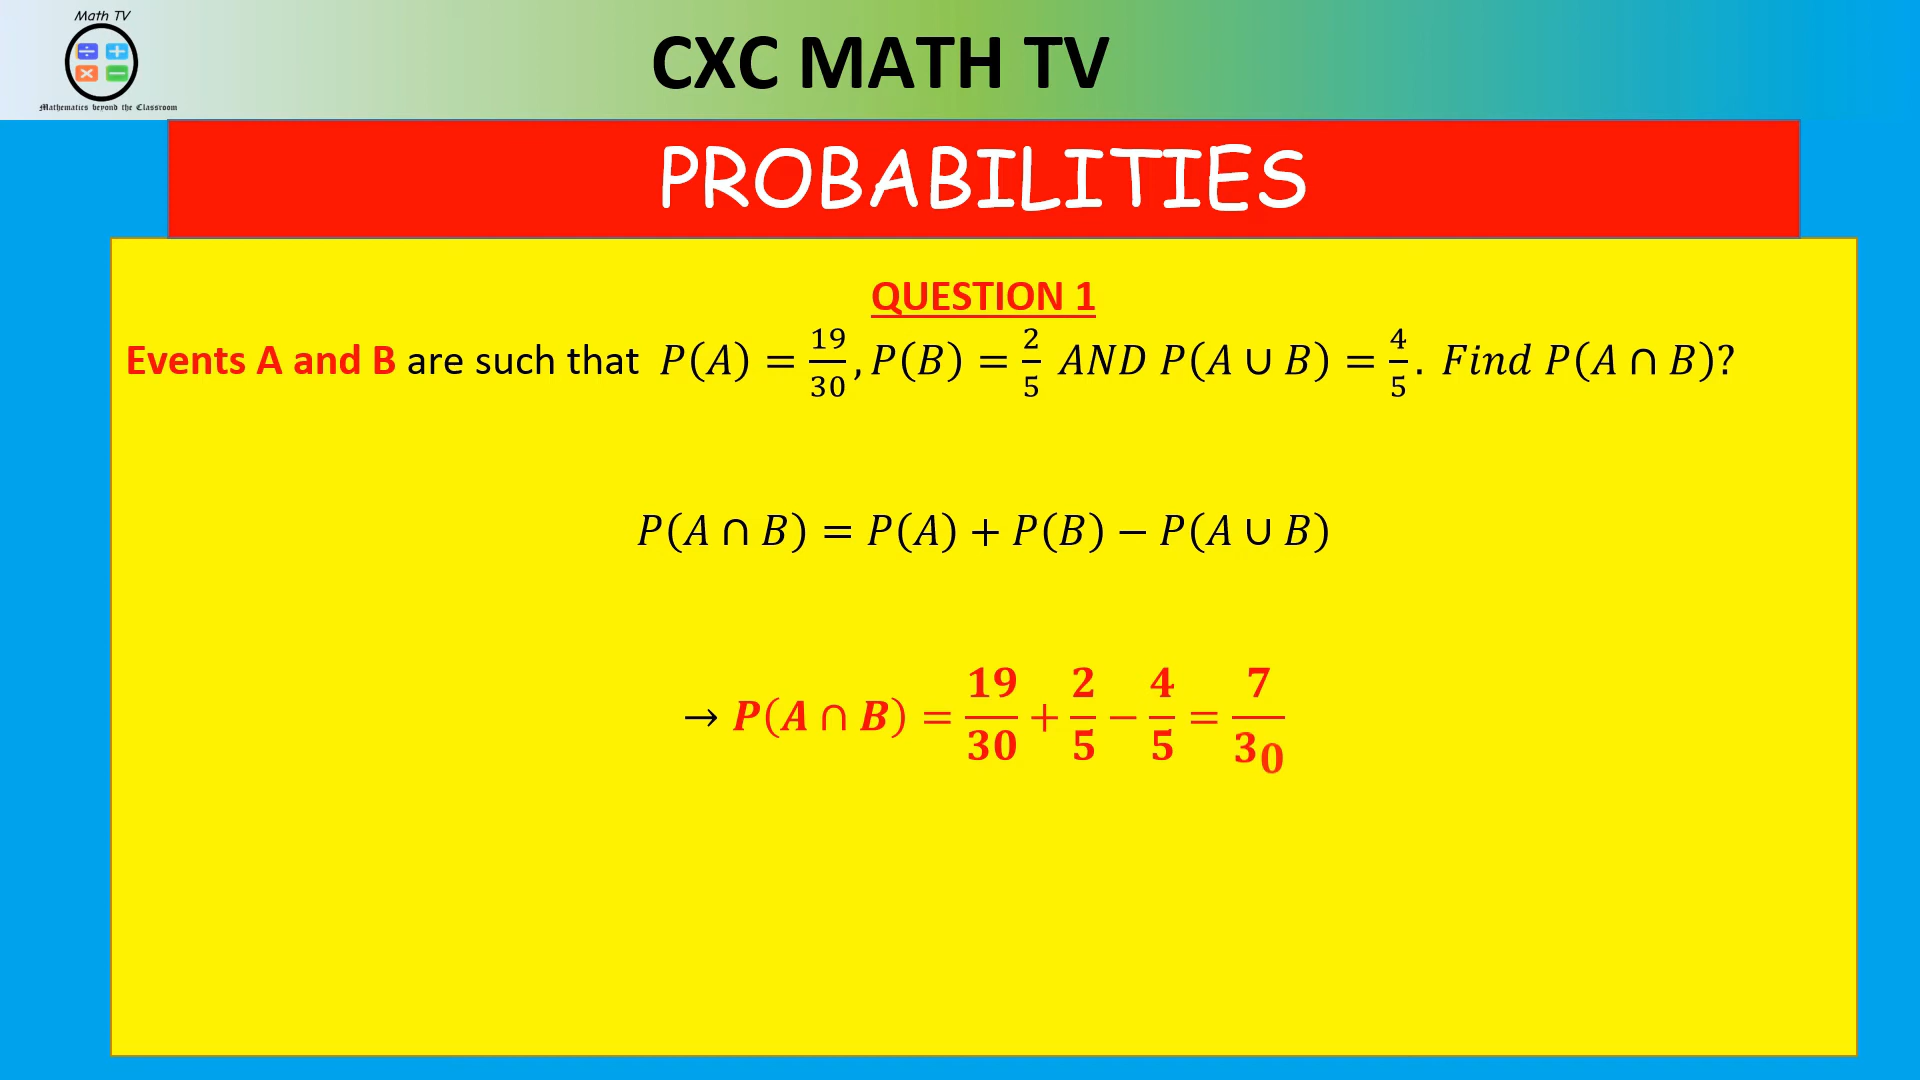 Math TV
Mathematics beyond the Classroom
CXC MATH TV
PROBABILITIES
QUESTION 1
Events A and B are such that P(A) = 19/30, P(B) = 2/5 AND P(A ∪ B) = 4/5. Find P(A ∩ B)?
P(A ∩ B) = P(A) + P(B) − P(A ∪ B)
→ P(A ∩ B) = 19/30 + 2/5 − 4/5 = 7/30